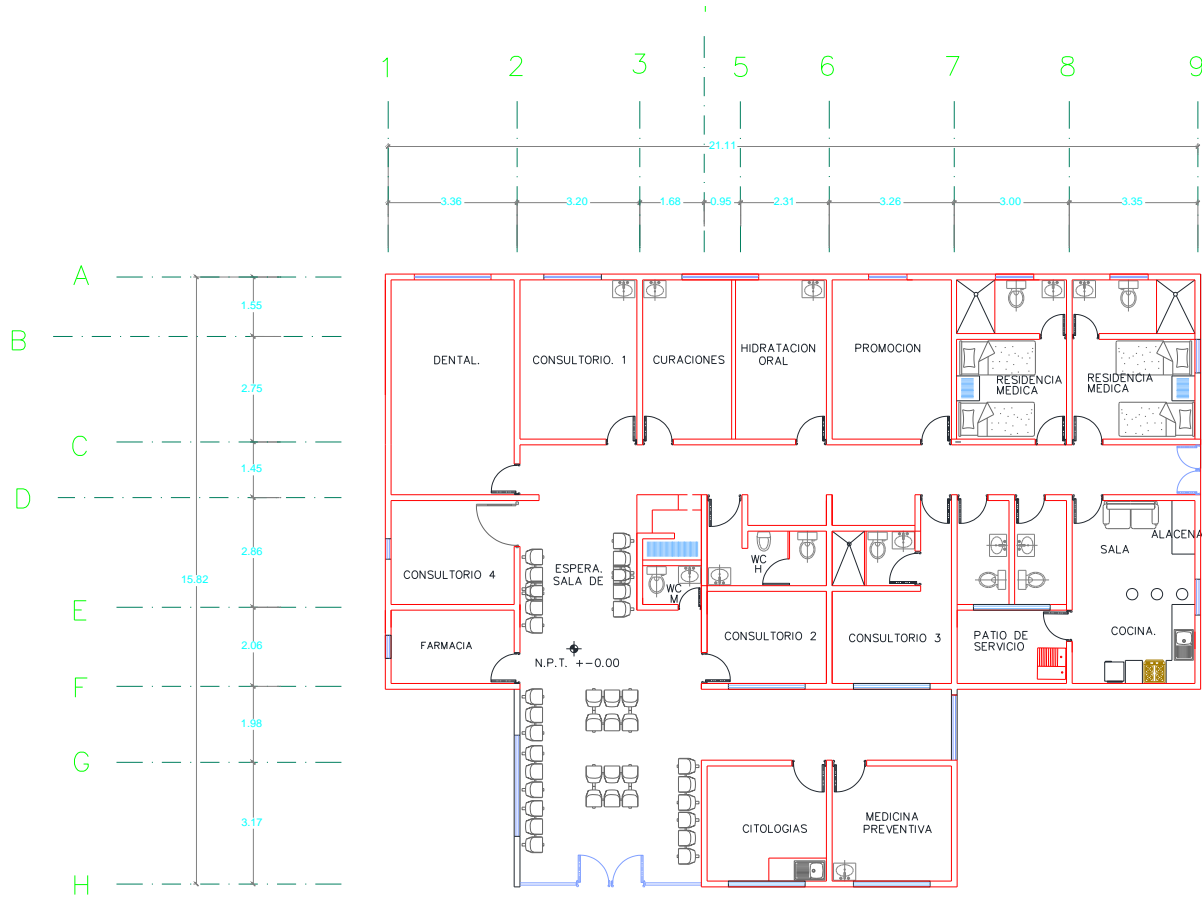 1 2 3 5 6 7 8 9
21.11
3.36 3.20 1.68 0.95 2.31 3.26 3.00 3.35
A
B
C
D
E
F
G
H
1.55
2.75
1.45
2.86
2.06
1.98
3.17
15.82
DENTAL.
CONSULTORIO. 1
CURACIONES
HIDRATACION
ORAL
PROMOCION
RESIDENCIA
MEDICA
RESIDENCIA
MEDICA
CONSULTORIO 4
ESPERA.
SALA DE
WC
M
WC
H
SALA
ALACENA
FARMACIA
N.P.T. +-0.00
CONSULTORIO 2
CONSULTORIO 3
PATIO DE
SERVICIO
COCINA.
CITOLOGIAS
MEDICINA
PREVENTIVA